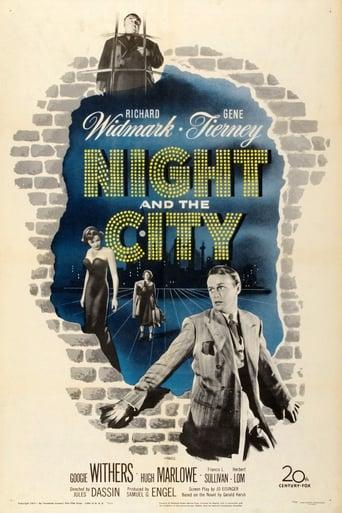 RICHARD GENE
Widmark · Tierney
NIGHT
AND THE
CITY
GOOGIE WITHERS · HUGH MARLOWE · Francis L. SULLIVAN · Herbert LOM
Directed by JULES DASSIN Produced by SAMUEL G. ENGEL Screen Play by JO EISINGER
Based on the Novel by Gerald Kersh
20th
CENTURY-FOX